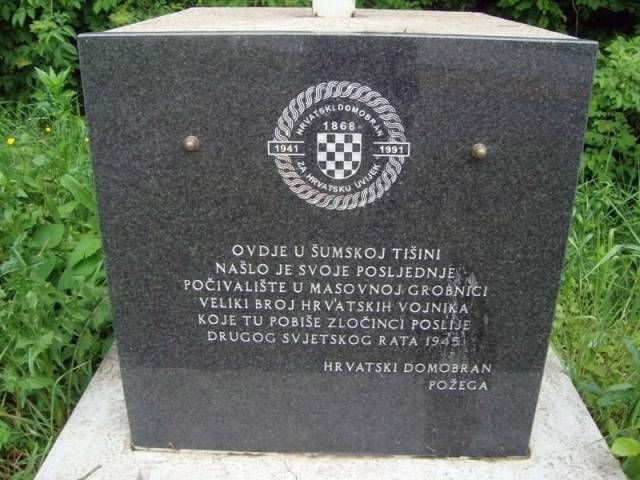 HRVATSKI DOMOBRAN
1868
1941 1991
ZA HRVATSKU UVIJEK
OVDJE U ŠUMSKOJ TIŠINI
NAŠLO JE SVOJE POSLJEDNJE
POČIVALIŠTE U MASOVNOJ GROBNICI
VELIKI BROJ HRVATSKIH VOJNIKA
KOJE TU POBIŠE ZLOČINCI POSLIJE
DRUGOG SVJETSKOG RATA 1945.
HRVATSKI DOMOBRAN
POŽEGA